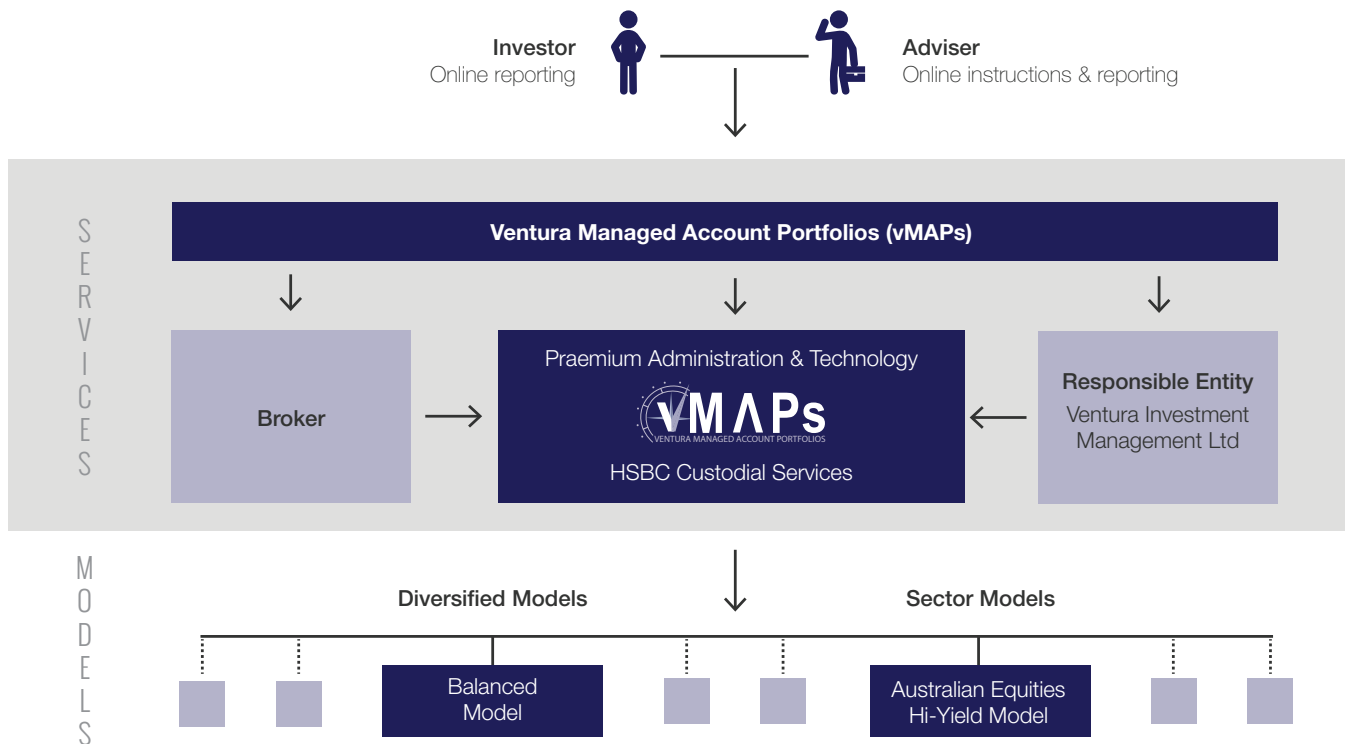 Investor
Online reporting
Adviser
Online instructions & reporting
SERVICES
Ventura Managed Account Portfolios (vMAPs)
Broker
Praemium Administration & Technology
vMAPs
VENTURA MANAGED ACCOUNT PORTFOLIOS
HSBC Custodial Services
Responsible Entity
Ventura Investment
Management Ltd
MODELS
Diversified Models
Sector Models
Balanced
Model
Australian Equities
Hi-Yield Model